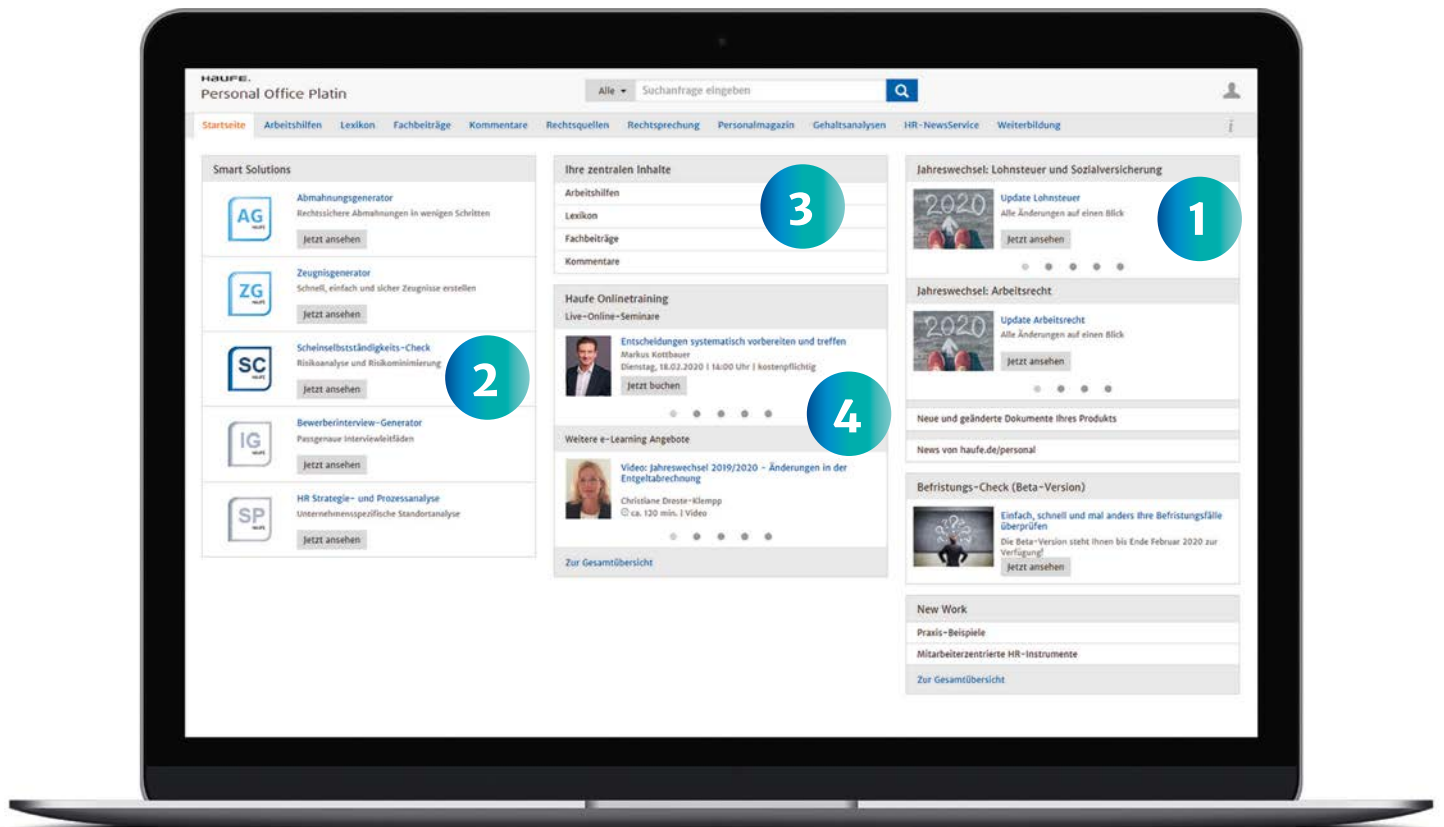 HAUFE.
Personal Office Platin
Alle
Suchanfrage eingeben
Startseite Arbeitshilfen Lexikon Fachbeiträge Kommentare Rechtsquellen Rechtsprechung Personalmagazin Gehaltsanalysen HR-NewsService Weiterbildung i
Smart Solutions
AG
HAUFE
Abmahnungsgenerator
Rechtssichere Abmahnungen in wenigen Schritten
Jetzt ansehen
ZG
HAUFE
Zeugnisgenerator
Schnell, einfach und sicher Zeugnisse erstellen
Jetzt ansehen
SC
HAUFE
Scheinselbstständigkeits-Check
Risikoanalyse und Risikominimierung
Jetzt ansehen
2
IG
HAUFE
Bewerberinterview-Generator
Passgenaue Interviewleitfäden
Jetzt ansehen
SP
HAUFE
HR Strategie- und Prozessanalyse
Unternehmensspezifische Standortanalyse
Jetzt ansehen
Ihre zentralen Inhalte
3
Arbeitshilfen
Lexikon
Fachbeiträge
Kommentare
Haufe Onlinetraining
Live-Online-Seminare
Entscheidungen systematisch vorbereiten und treffen
Markus Kottbauer
Dienstag, 18.02.2020 | 14:00 Uhr | kostenpflichtig
Jetzt buchen
4
Weitere e-Learning Angebote
Video: Jahreswechsel 2019/2020 - Änderungen in der
Entgeltabrechnung
Christiane Droste-Klempp
ca. 120 min. | Video
Zur Gesamtübersicht
Jahreswechsel: Lohnsteuer und Sozialversicherung
1
2020
Update Lohnsteuer
Alle Änderungen auf einen Blick
Jetzt ansehen
Jahreswechsel: Arbeitsrecht
2020
Update Arbeitsrecht
Alle Änderungen auf einen Blick
Jetzt ansehen
Neue und geänderte Dokumente Ihres Produkts
News von haufe.de/personal
Befristungs-Check (Beta-Version)
Einfach, schnell und mal anders Ihre Befristungsfälle
überprüfen
Die Beta-Version steht Ihnen bis Ende Februar 2020 zur
Verfügung!
Jetzt ansehen
New Work
Praxis-Beispiele
Mitarbeiterzentrierte HR-Instrumente
Zur Gesamtübersicht